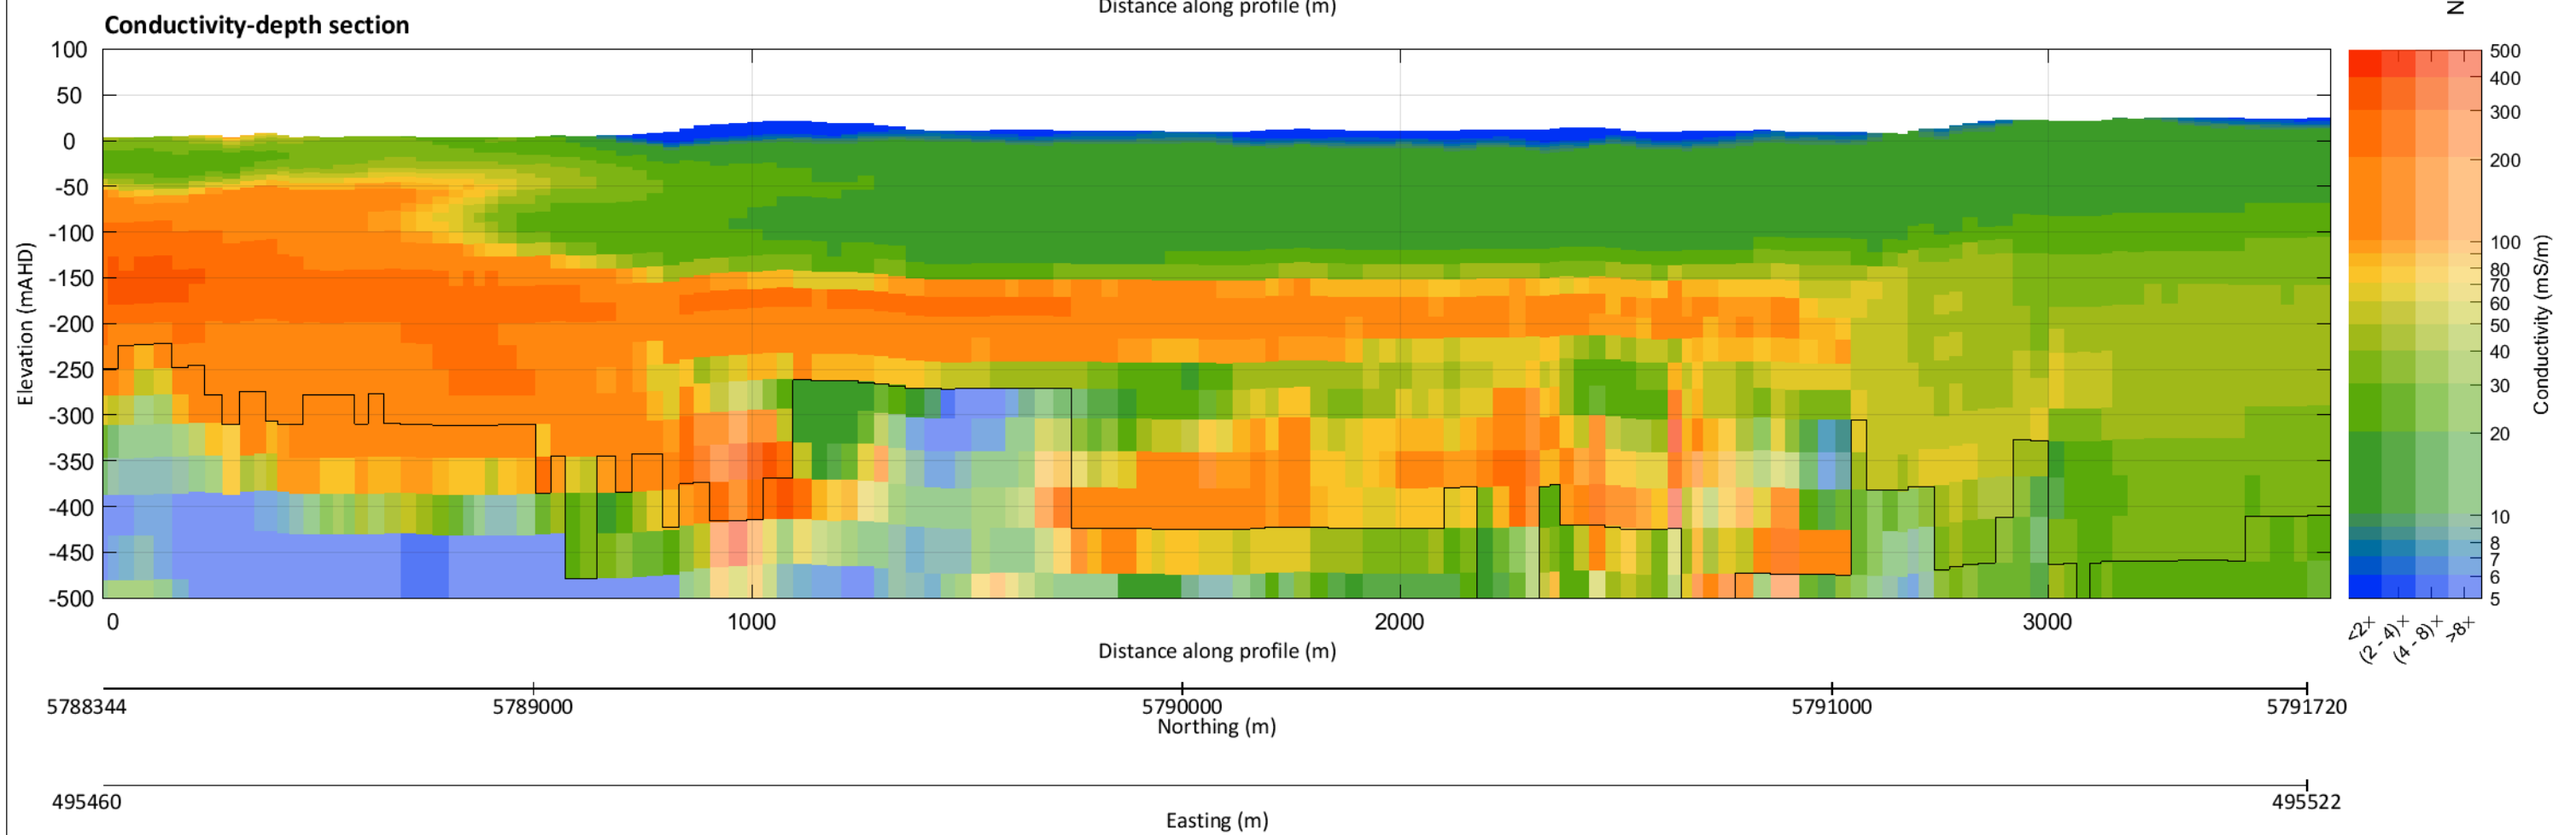 Distance along profile (m)
Conductivity-depth section
N
100
50
0
-50
-100
-150
-200
-250
-300
-350
-400
-450
-500
Elevation (mAHD)
0 1000 2000 3000
Distance along profile (m)
500
400
300
200
100
80
70
60
50
40
30
20
10
8
7
6
5
Conductivity (mS/m)
<2× (2 - 4)× (4 - 8)× >8×
5788344 5789000 5790000 5791000 5791720
Northing (m)
495460 495522
Easting (m)